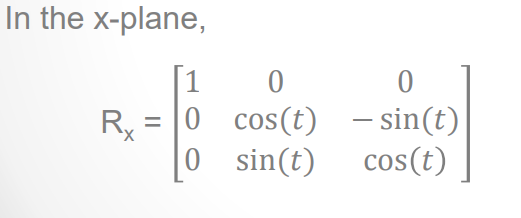 In the x-plane,
1 0 0
Rₓ = 0 cos(t) − sin(t)
0 sin(t) cos(t)